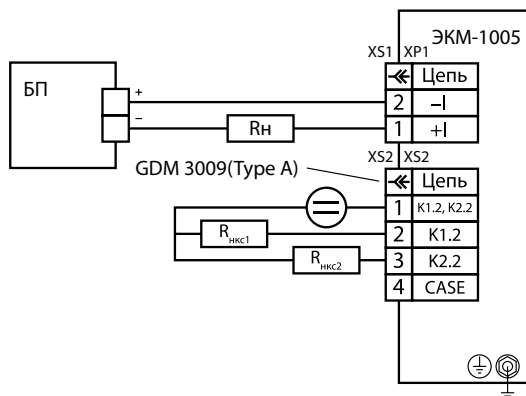 ЭКМ-1005
XS1 XP1
Цепь
БП
+
2 –I
–
Rн
1 +I
XS2 XS2
GDM 3009(Type A)
Цепь
1 K1.2, K2.2
Rнкс1
2 K1.2
Rнкс2
3 K2.2
4 CASE